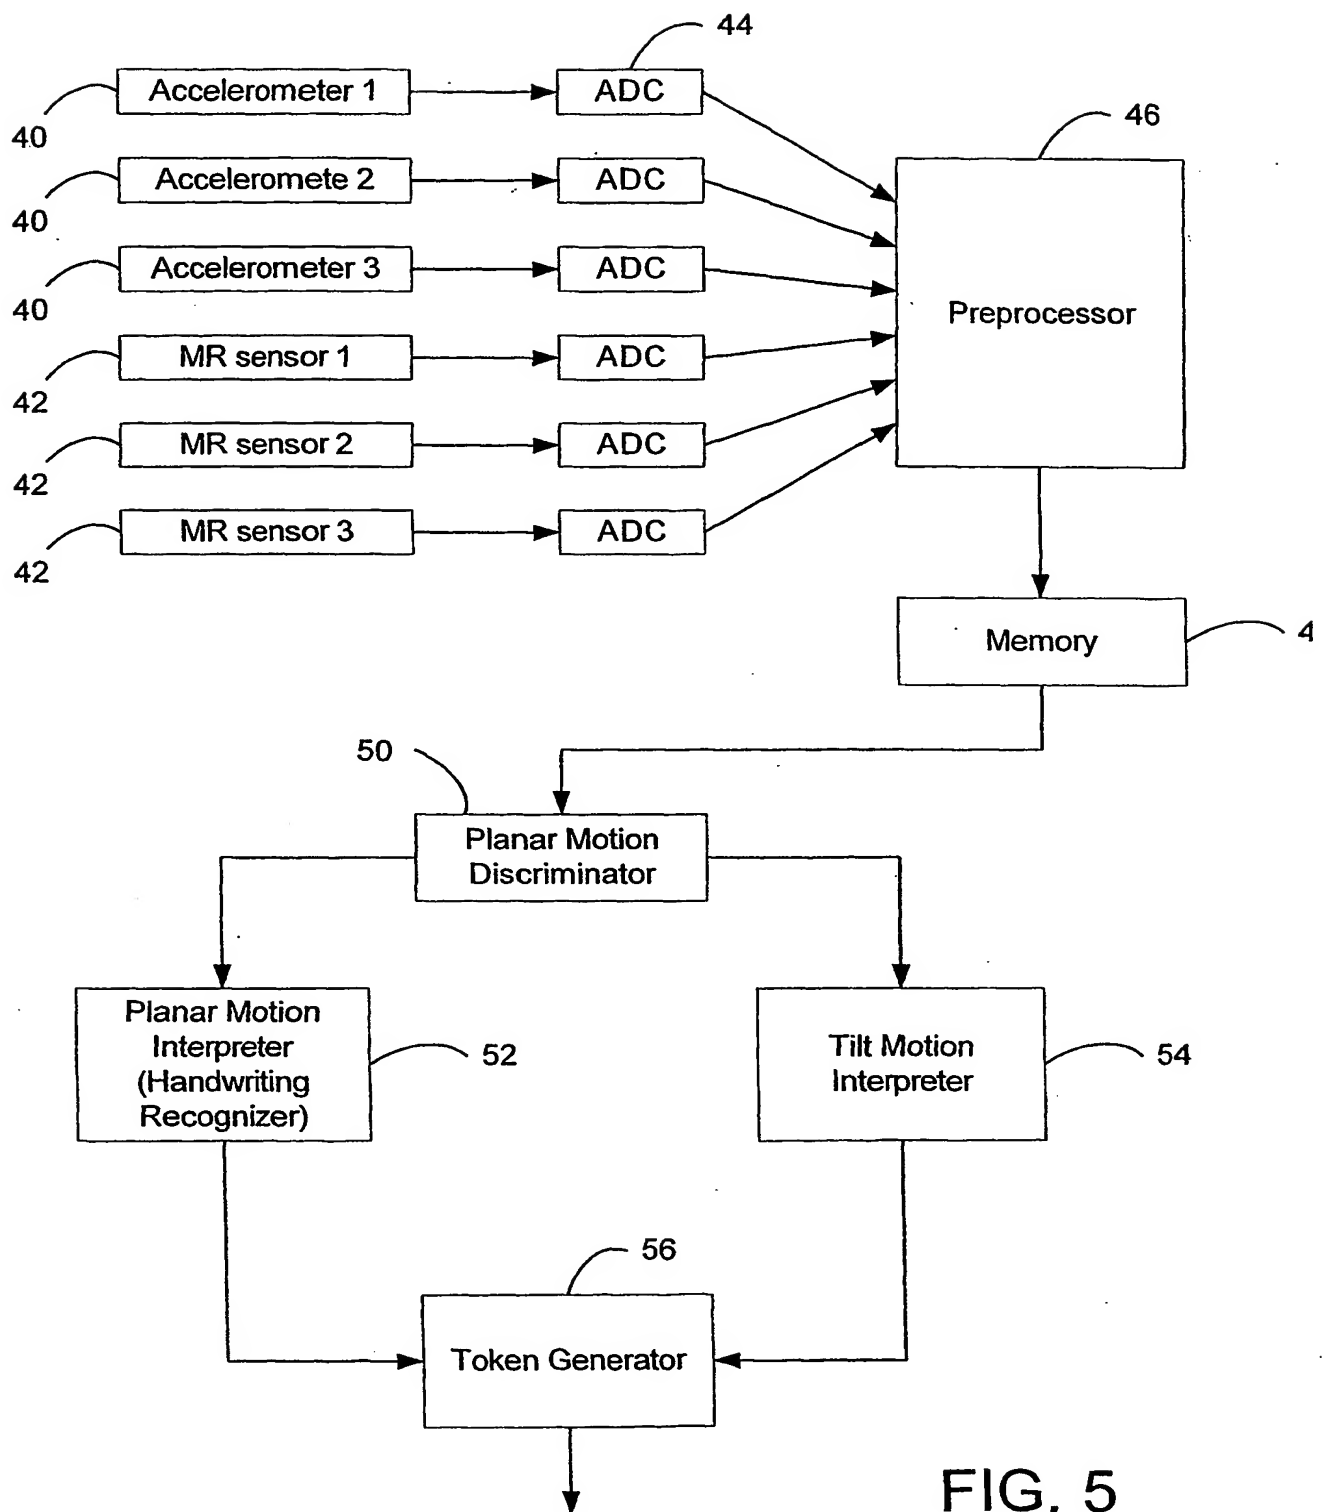 44
Accelerometer 1
ADC
40
46
Acceleromete 2
ADC
40
Accelerometer 3
ADC
40
Preprocessor
MR sensor 1
ADC
42
MR sensor 2
ADC
42
MR sensor 3
ADC
42
Memory
4
50
Planar Motion
Discriminator
Planar Motion
Interpreter
(Handwriting
Recognizer)
52
Tilt Motion
Interpreter
54
56
Token Generator
FIG. 5